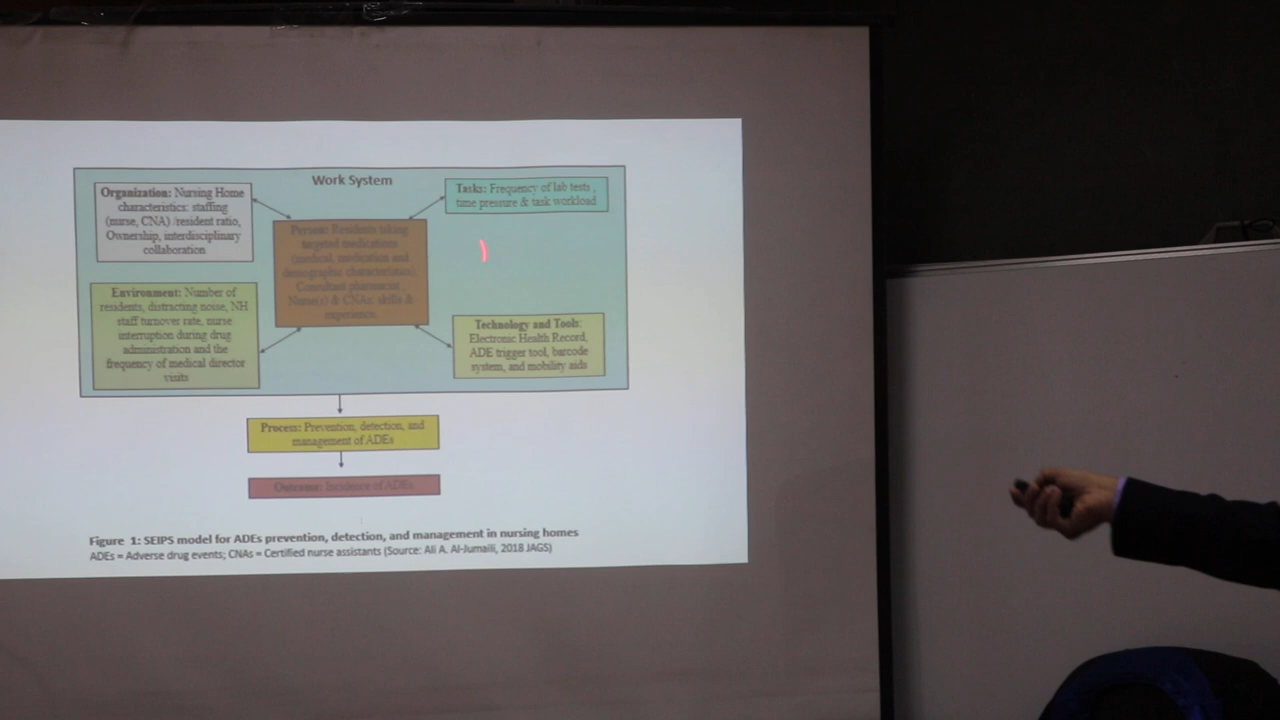 Work System
Organization: Nursing Home
characteristics: staffing
(nurse, CNA) /resident ratio,
Ownership, interdisciplinary
collaboration
Tasks: Frequency of lab tests ,
time pressure & task workload
Person: Residents taking
targeted medications
(medical, medication and
demographic characteristics),
Consultant pharmacist ,
Nurse(s) & CNAs: skills &
experience.
Environment: Number of
residents, distracting noise, NH
staff turnover rate, nurse
interruption during drug
administration and the
frequency of medical director
visits
Technology and Tools:
Electronic Health Record,
ADE trigger tool, barcode
system, and mobility aids
Process: Prevention, detection, and
management of ADEs
Outcome: Incidence of ADEs
Figure 1: SEIPS model for ADEs prevention, detection, and management in nursing homes
ADEs = Adverse drug events; CNAs = Certified nurse assistants (Source: Ali A. Al-Jumaili, 2018 JAGS)